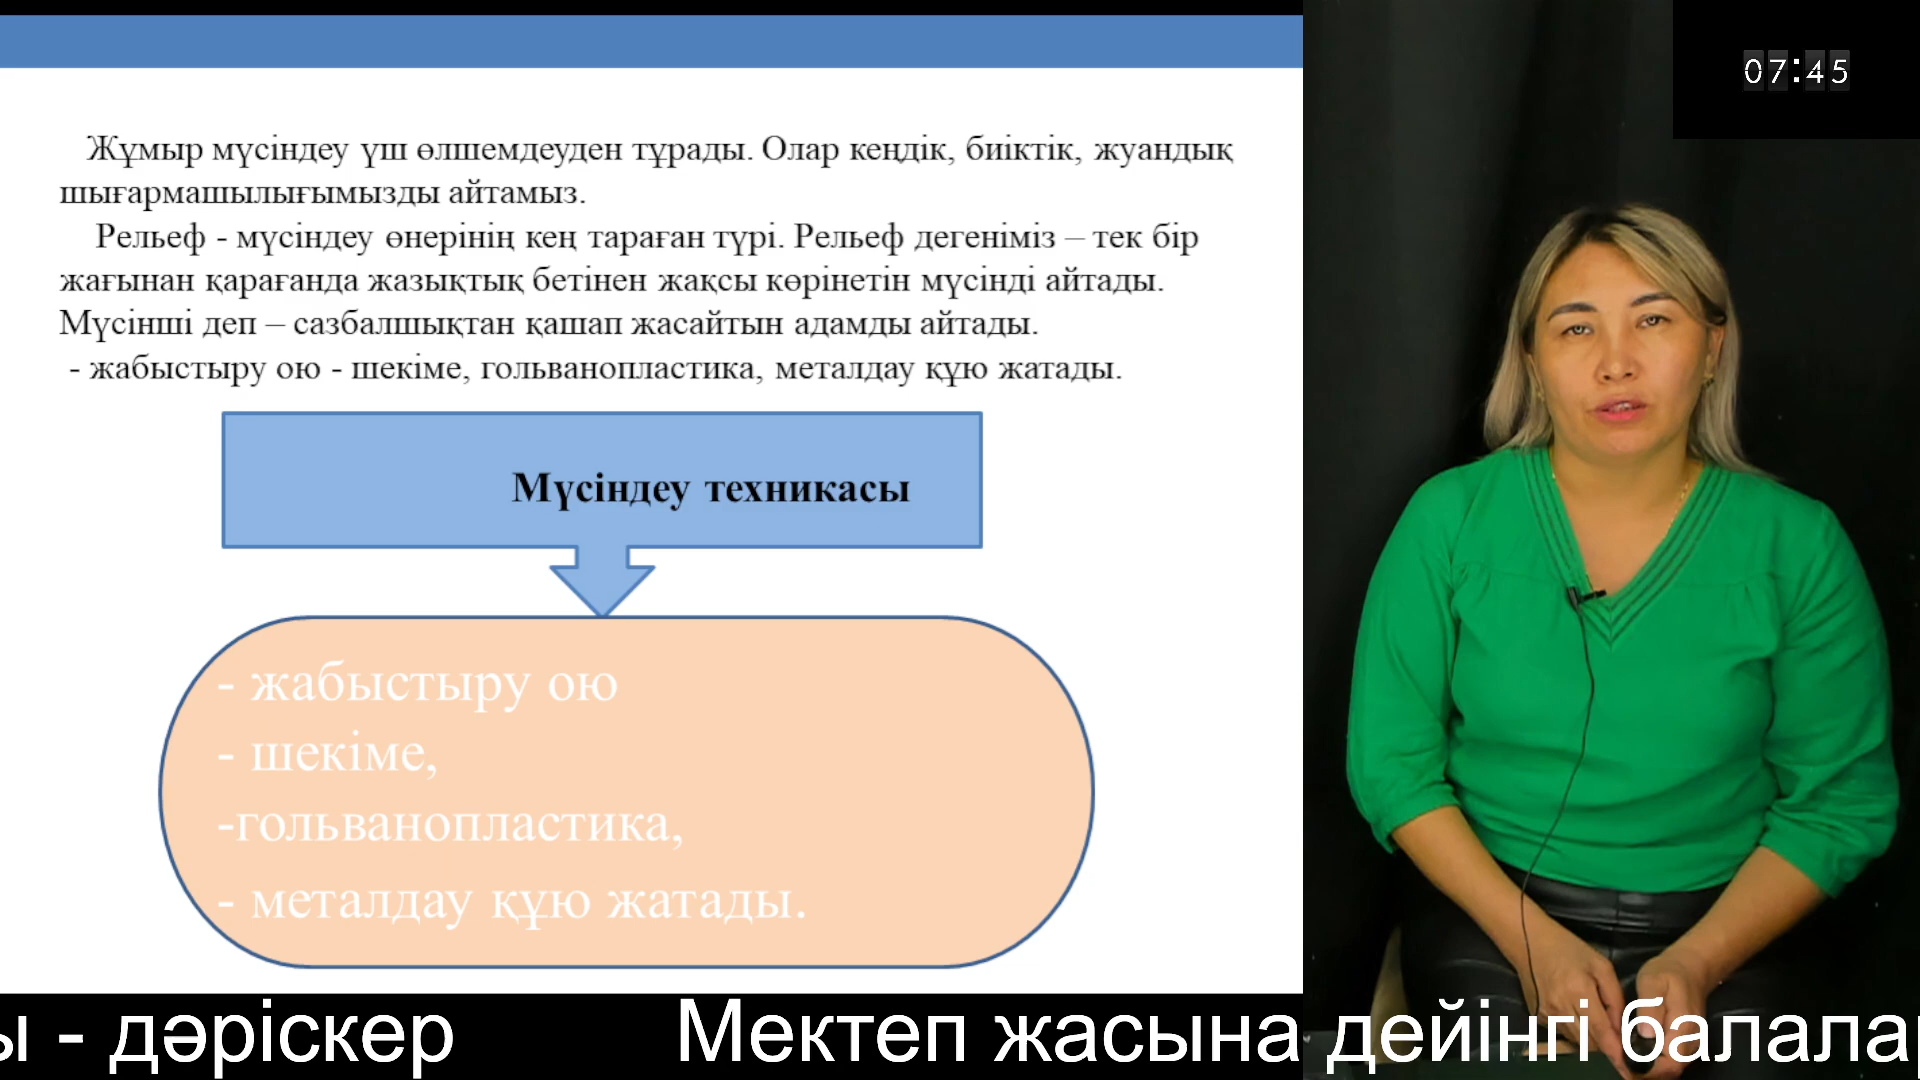 07:45
Жұмыр мүсіндеу үш өлшемдеуден тұрады. Олар кеңдік, биіктік, жуандық
шығармашылығымызды айтамыз.
Рельеф - мүсіндеу өнерінің кең тараған түрі. Рельеф дегеніміз – тек бір
жағынан қарағанда жазықтық бетінен жақсы көрінетін мүсінді айтады.
Мүсінші деп – сазбалшықтан қашап жасайтын адамды айтады.
- жабыстыру ою - шекіме, гольванопластика, металдау құю жатады.
Мүсіндеу техникасы
- жабыстыру ою
- шекіме,
-гольванопластика,
- металдау құю жатады.
ы - дәріскер Мектеп жасына дейінгі балала